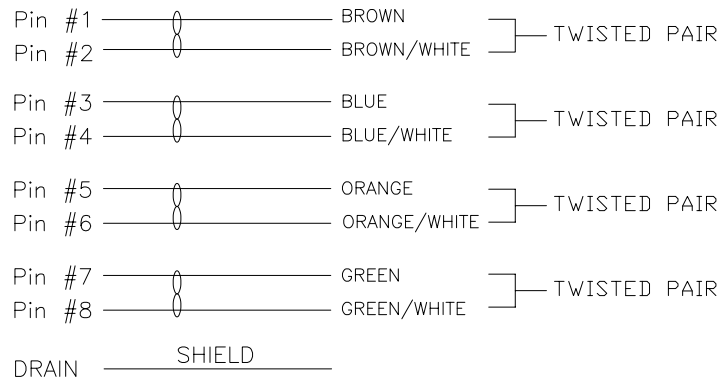 Pin #1 BROWN
Pin #2 BROWN/WHITE
TWISTED PAIR
Pin #3 BLUE
Pin #4 BLUE/WHITE
TWISTED PAIR
Pin #5 ORANGE
Pin #6 ORANGE/WHITE
TWISTED PAIR
Pin #7 GREEN
Pin #8 GREEN/WHITE
TWISTED PAIR
DRAIN SHIELD